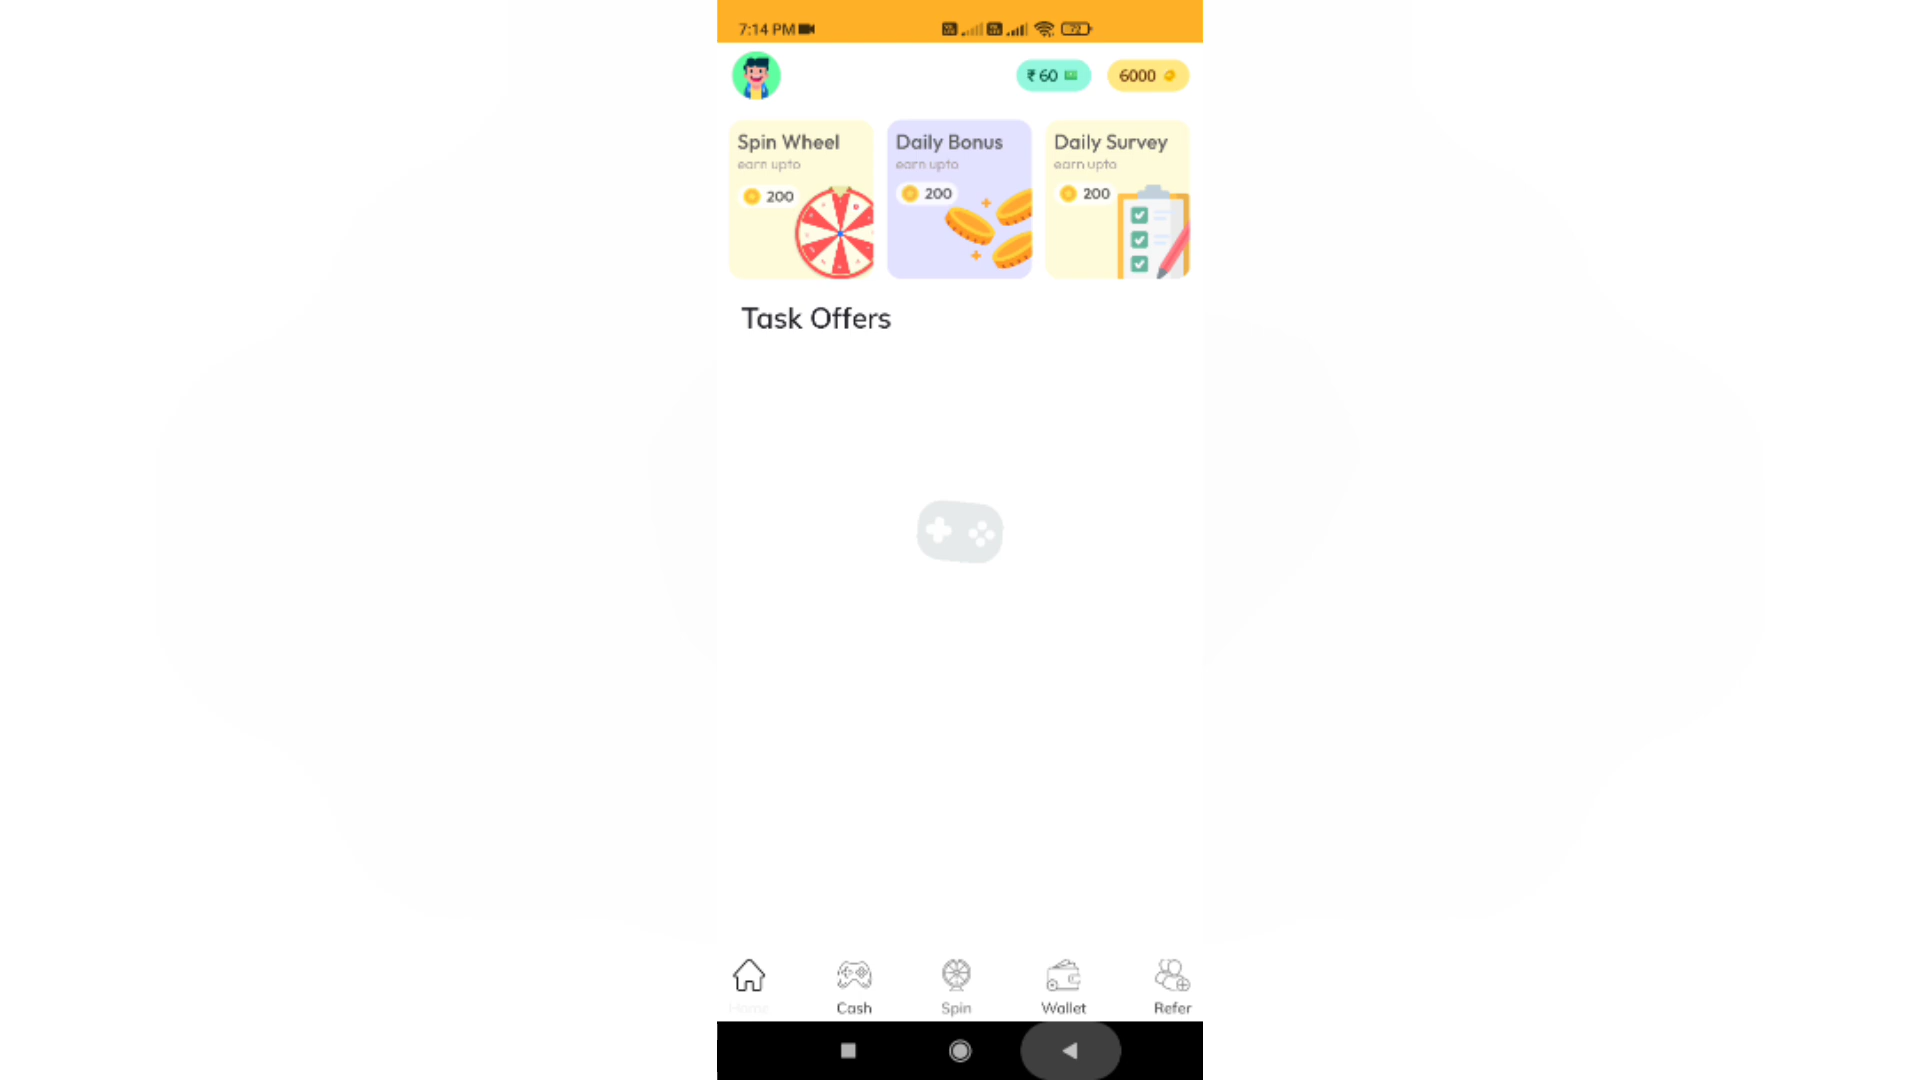 7:14 PM
72
₹ 60
6000
Spin Wheel
earn upto
200
Daily Bonus
earn upto
200
Daily Survey
earn upto
200
Task Offers
Home
Cash
Spin
Wallet
Refer